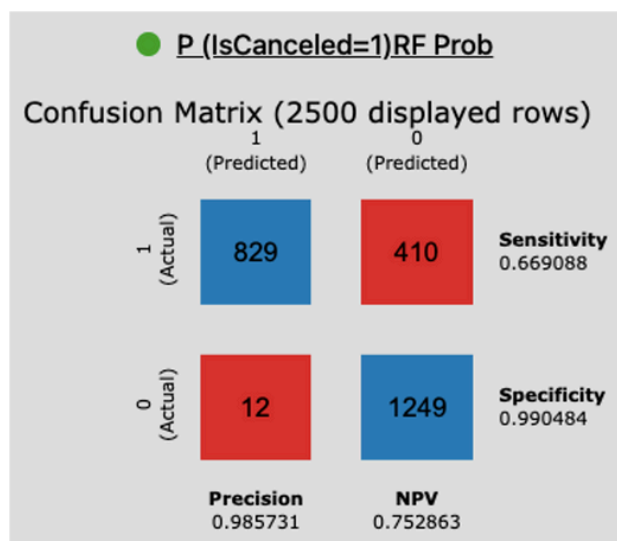 P (IsCanceled=1)RF Prob
Confusion Matrix (2500 displayed rows)
1
(Predicted)
0
(Predicted)
1
(Actual)
829
410
Sensitivity
0.669088
0
(Actual)
12
1249
Specificity
0.990484
Precision
0.985731
NPV
0.752863